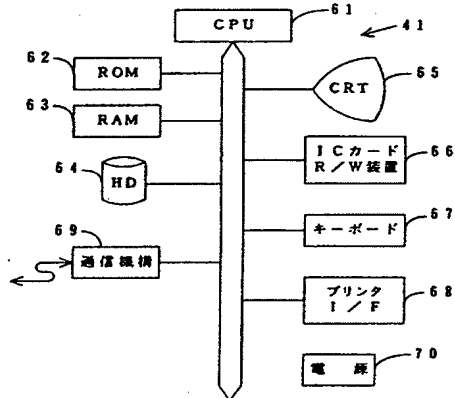 61
CPU
41
62
ROM
65
CRT
63
RAM
66
ICカード
R/W装置
64
HD
67
キーボード
69
通信機構
68
プリンタ
I/F
70
電源